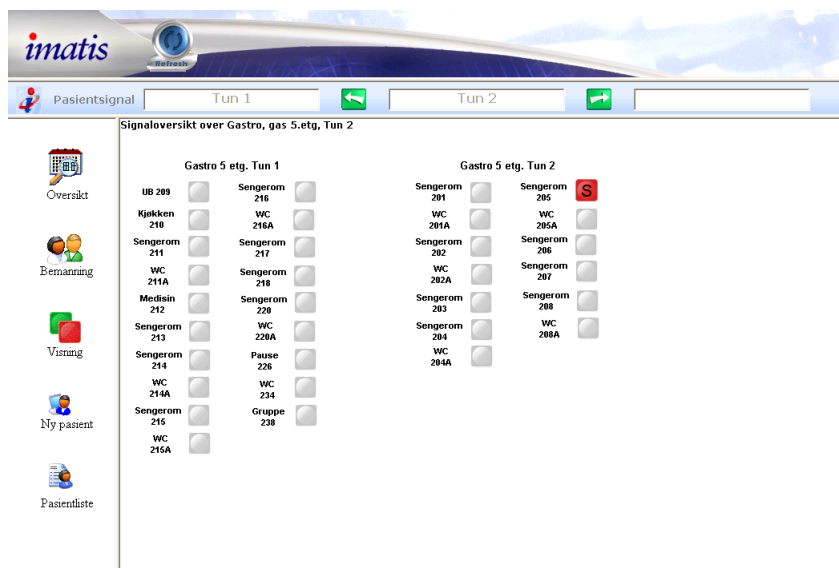 imatis
Refresh
Pasientsignal
Tun 1
Tun 2
Signaloversikt over Gastro, gas 5.etg, Tun 2
Oversikt
Bemanning
Visning
Ny pasient
Pasientliste
Gastro 5 etg. Tun 1
UB 209
Kjøkken
210
Sengerom
211
WC
211A
Medisin
212
Sengerom
213
Sengerom
214
WC
214A
Sengerom
215
WC
215A
Sengerom
216
WC
216A
Sengerom
217
Sengerom
218
Sengerom
220
WC
220A
Pause
226
WC
234
Gruppe
238
Gastro 5 etg. Tun 2
Sengerom
201
WC
201A
Sengerom
202
WC
202A
Sengerom
203
Sengerom
204
WC
204A
Sengerom
205
S
WC
205A
Sengerom
206
Sengerom
207
Sengerom
208
WC
208A